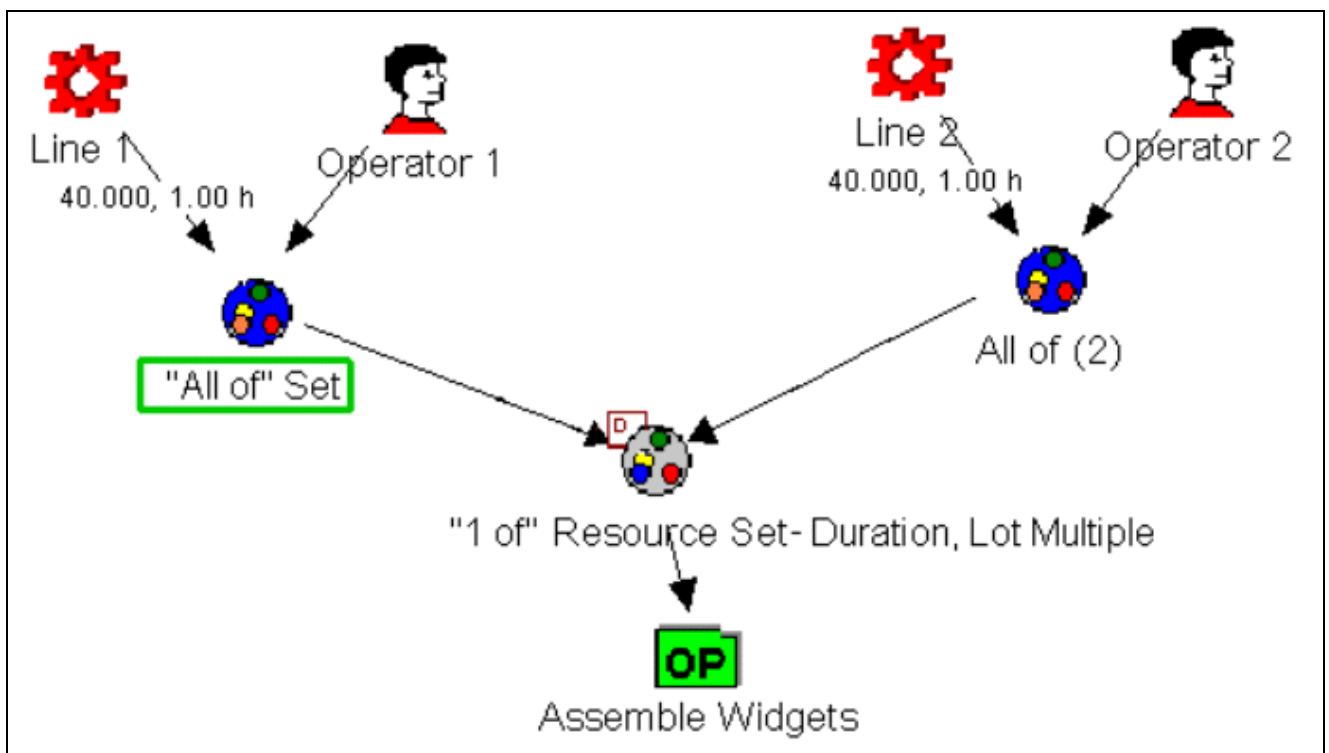 Line 1
Operator 1
40.000, 1.00 h
Line 2
Operator 2
40.000, 1.00 h
"All of" Set
All of (2)
D
"1 of" Resource Set- Duration, Lot Multiple
OP
Assemble Widgets